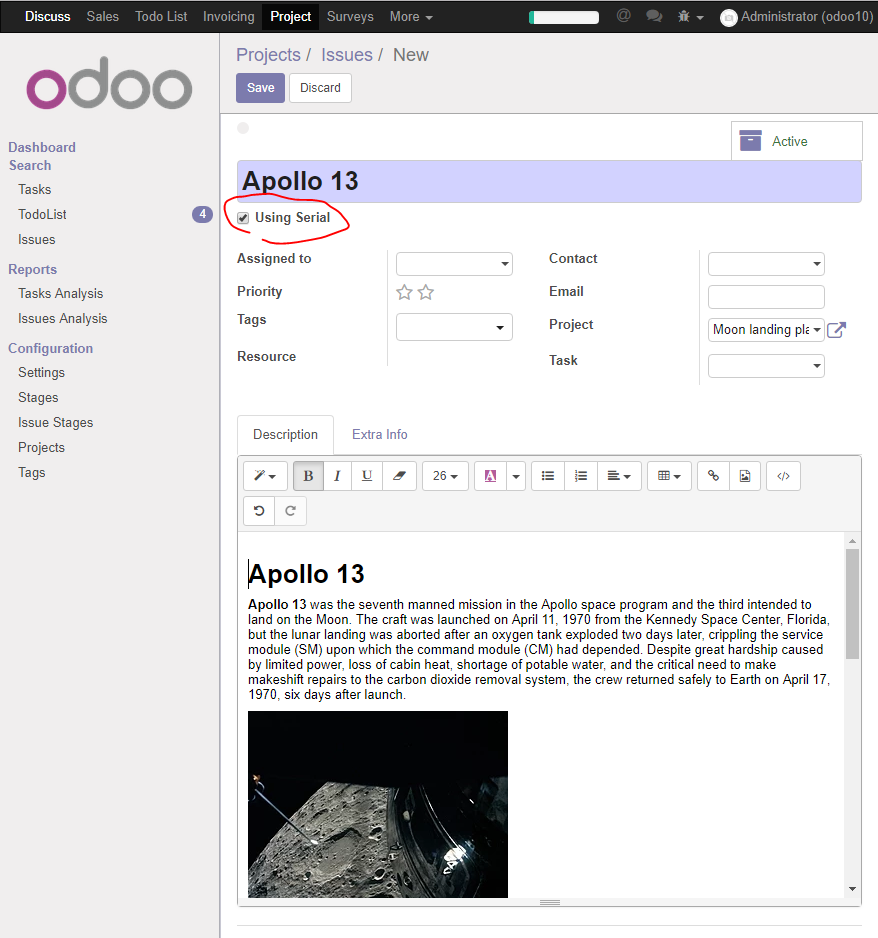 Discuss Sales Todo List Invoicing Project Surveys More @ Administrator (odoo10)
odoo
Dashboard
Search
Tasks
TodoList 4
Issues
Reports
Tasks Analysis
Issues Analysis
Configuration
Settings
Stages
Issue Stages
Projects
Tags
Projects / Issues / New
Save Discard
Active
Apollo 13
Using Serial
Assigned to
Priority
Tags
Resource
Contact
Email
Project Moon landing pla
Task
Description Extra Info
B I U 26 A </>
Apollo 13
Apollo 13 was the seventh manned mission in the Apollo space program and the third intended to
land on the Moon. The craft was launched on April 11, 1970 from the Kennedy Space Center, Florida,
but the lunar landing was aborted after an oxygen tank exploded two days later, crippling the service
module (SM) upon which the command module (CM) had depended. Despite great hardship caused
by limited power, loss of cabin heat, shortage of potable water, and the critical need to make
makeshift repairs to the carbon dioxide removal system, the crew returned safely to Earth on April 17,
1970, six days after launch.